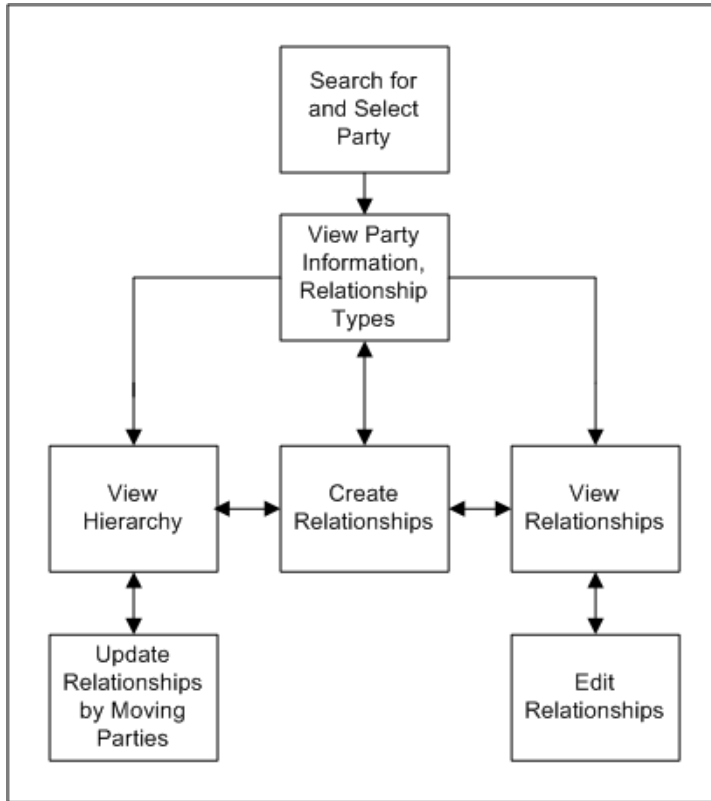 Search for
and Select
Party
View Party
Information,
Relationship
Types
View
Hierarchy
Create
Relationships
View
Relationships
Update
Relationships
by Moving
Parties
Edit
Relationships